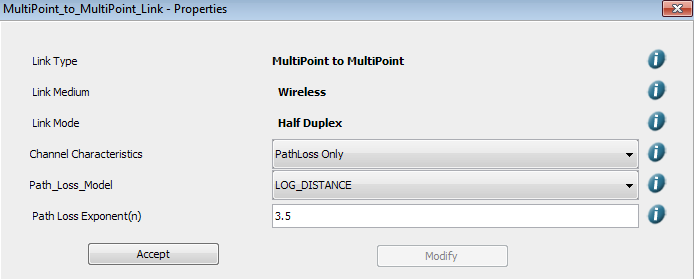 MultiPoint_to_MultiPoint_Link - Properties
Link Type MultiPoint to MultiPoint
Link Medium Wireless
Link Mode Half Duplex
Channel Characteristics PathLoss Only
Path_Loss_Model LOG_DISTANCE
Path Loss Exponent(n) 3.5
Accept Modify